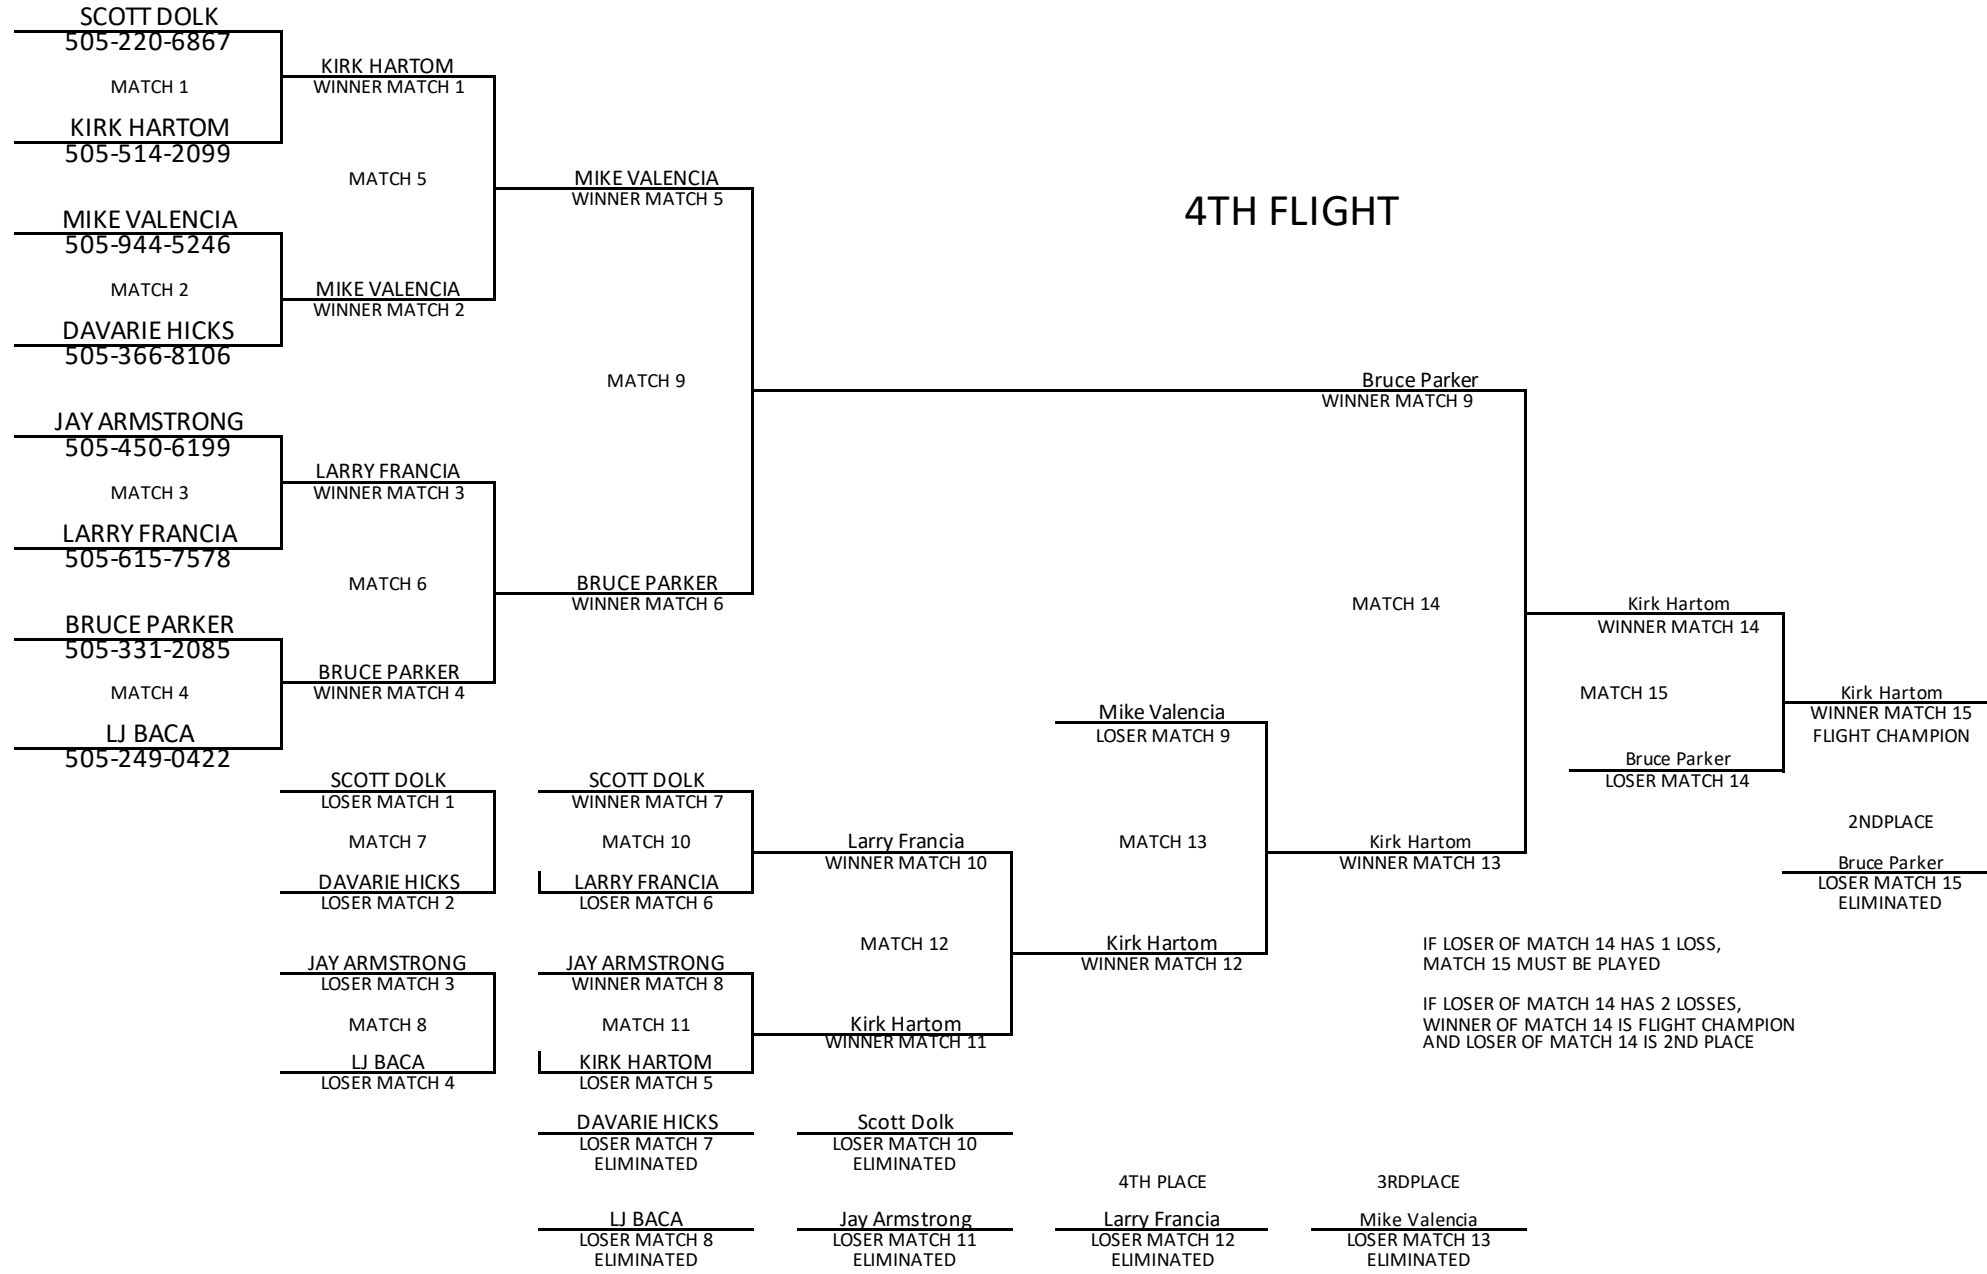 SCOTT DOLK
505-220-6867
MATCH 1
KIRK HARTOM
505-514-2099
MIKE VALENCIA
505-944-5246
MATCH 2
DAVARIE HICKS
505-366-8106
JAY ARMSTRONG
505-450-6199
MATCH 3
LARRY FRANCIA
505-615-7578
BRUCE PARKER
505-331-2085
MATCH 4
LJ BACA
505-249-0422
KIRK HARTOM
WINNER MATCH 1
MATCH 5
MIKE VALENCIA
WINNER MATCH 2
LARRY FRANCIA
WINNER MATCH 3
MATCH 6
BRUCE PARKER
WINNER MATCH 4
MIKE VALENCIA
WINNER MATCH 5
MATCH 9
BRUCE PARKER
WINNER MATCH 6
4TH FLIGHT
Bruce Parker
WINNER MATCH 9
MATCH 14
Kirk Hartom
WINNER MATCH 13
Kirk Hartom
WINNER MATCH 14
MATCH 15
Bruce Parker
LOSER MATCH 14
Kirk Hartom
WINNER MATCH 15
FLIGHT CHAMPION
2NDPLACE
Bruce Parker
LOSER MATCH 15
ELIMINATED
SCOTT DOLK
LOSER MATCH 1
MATCH 7
DAVARIE HICKS
LOSER MATCH 2
JAY ARMSTRONG
LOSER MATCH 3
MATCH 8
LJ BACA
LOSER MATCH 4
SCOTT DOLK
WINNER MATCH 7
MATCH 10
LARRY FRANCIA
LOSER MATCH 6
JAY ARMSTRONG
WINNER MATCH 8
MATCH 11
KIRK HARTOM
LOSER MATCH 5
Larry Francia
WINNER MATCH 10
MATCH 12
Kirk Hartom
WINNER MATCH 11
Mike Valencia
LOSER MATCH 9
MATCH 13
Kirk Hartom
WINNER MATCH 12
IF LOSER OF MATCH 14 HAS 1 LOSS,
MATCH 15 MUST BE PLAYED
IF LOSER OF MATCH 14 HAS 2 LOSSES,
WINNER OF MATCH 14 IS FLIGHT CHAMPION
AND LOSER OF MATCH 14 IS 2ND PLACE
DAVARIE HICKS
LOSER MATCH 7
ELIMINATED
Scott Dolk
LOSER MATCH 10
ELIMINATED
LJ BACA
LOSER MATCH 8
ELIMINATED
Jay Armstrong
LOSER MATCH 11
ELIMINATED
4TH PLACE
Larry Francia
LOSER MATCH 12
ELIMINATED
3RDPLACE
Mike Valencia
LOSER MATCH 13
ELIMINATED